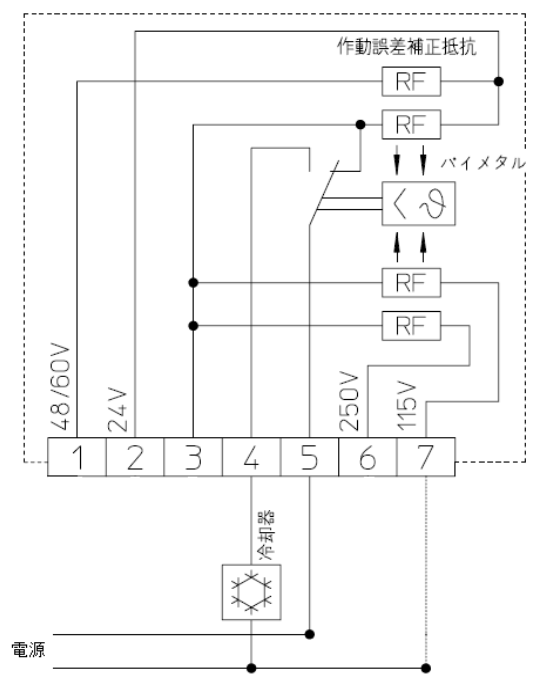 作動誤差補正抵抗
RF
RF
バイメタル
< ϑ
RF
RF
48/60V
24V
250V
115V
1 2 3 4 5 6 7
冷却器
電源